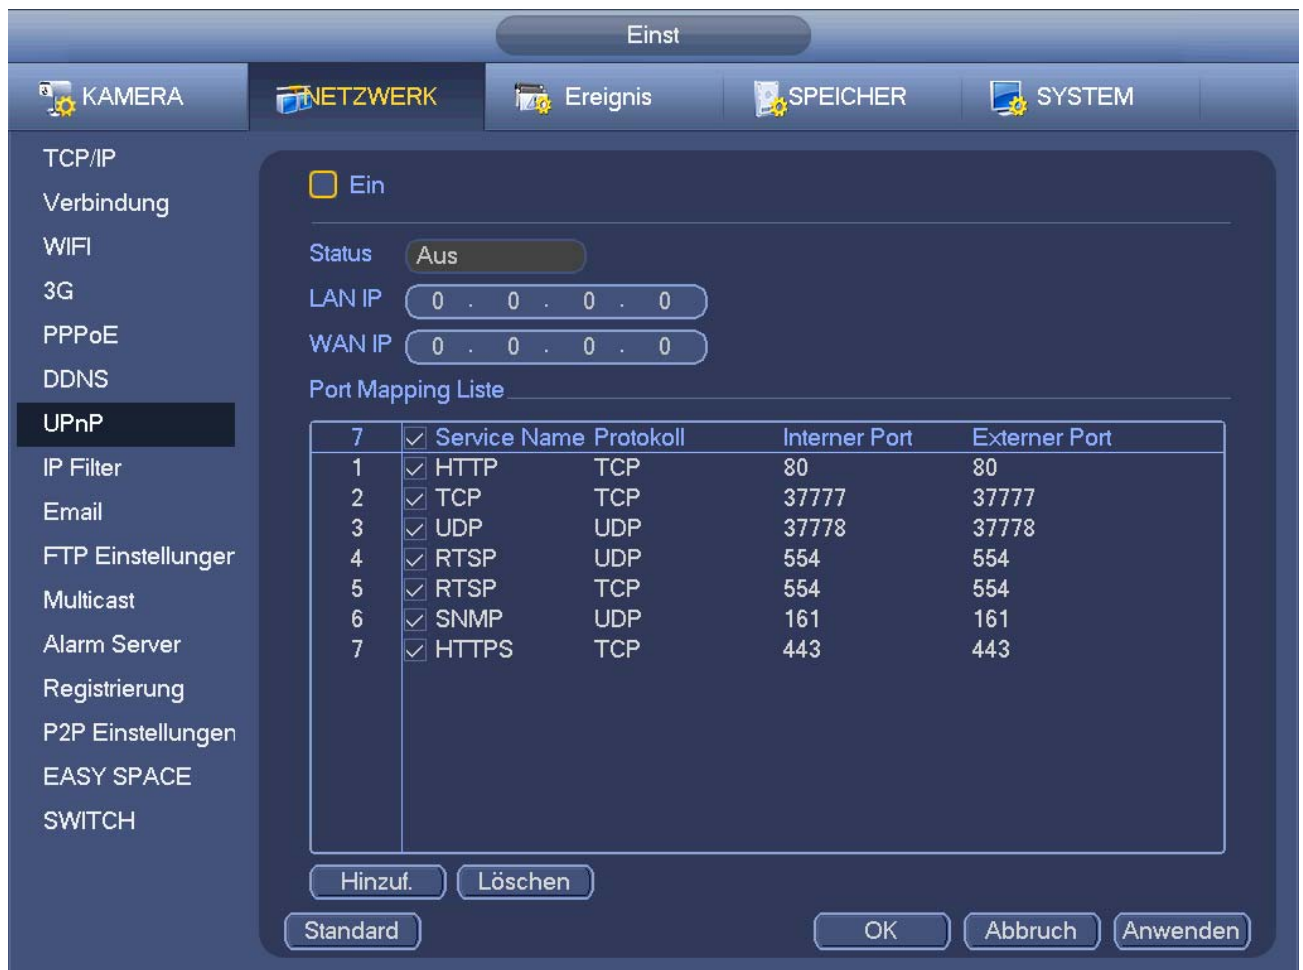 Einst
KAMERA NETZWERK Ereignis SPEICHER SYSTEM
TCP/IP
Verbindung
WIFI
3G
PPPoE
DDNS
UPnP
IP Filter
Email
FTP Einstellunger
Multicast
Alarm Server
Registrierung
P2P Einstellungen
EASY SPACE
SWITCH
Ein
Status Aus
LAN IP 0 . 0 . 0 . 0
WAN IP 0 . 0 . 0 . 0
Port Mapping Liste
7 Service Name Protokoll Interner Port Externer Port
1 HTTP TCP 80 80
2 TCP TCP 37777 37777
3 UDP UDP 37778 37778
4 RTSP UDP 554 554
5 RTSP TCP 554 554
6 SNMP UDP 161 161
7 HTTPS TCP 443 443
Hinzuf. Löschen
Standard OK Abbruch Anwenden